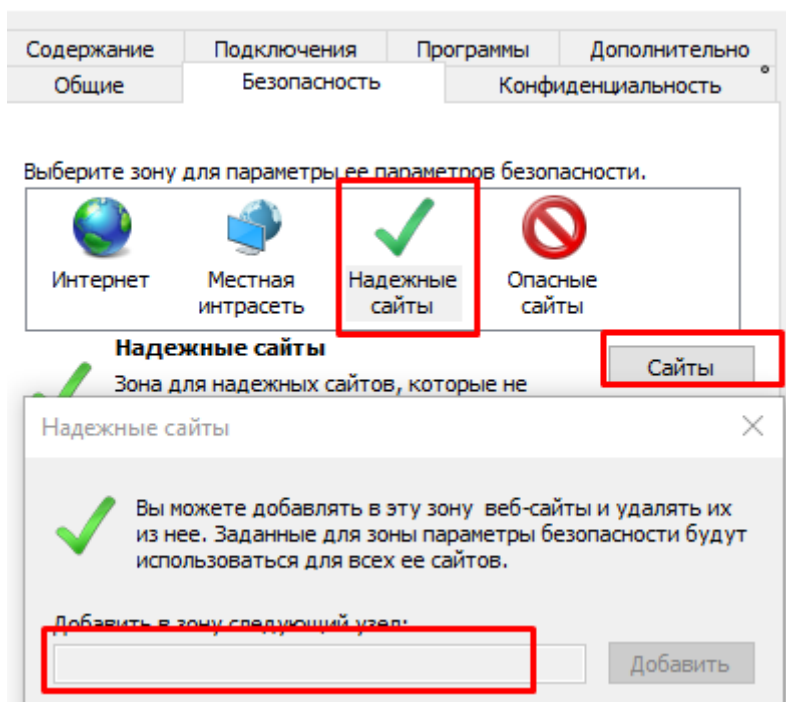 Содержание Подключения Программы Дополнительно
Общие Безопасность Конфиденциальность
Выберите зону для параметры ее параметров безопасности.
Интернет Местная интрасеть Надежные сайты Опасные сайты
Надежные сайты
Сайты
Зона для надежных сайтов, которые не
Надежные сайты
Вы можете добавлять в эту зону веб-сайты и удалять их
из нее. Заданные для зоны параметры безопасности будут
использоваться для всех ее сайтов.
Добавить в зону следующий узел:
Добавить